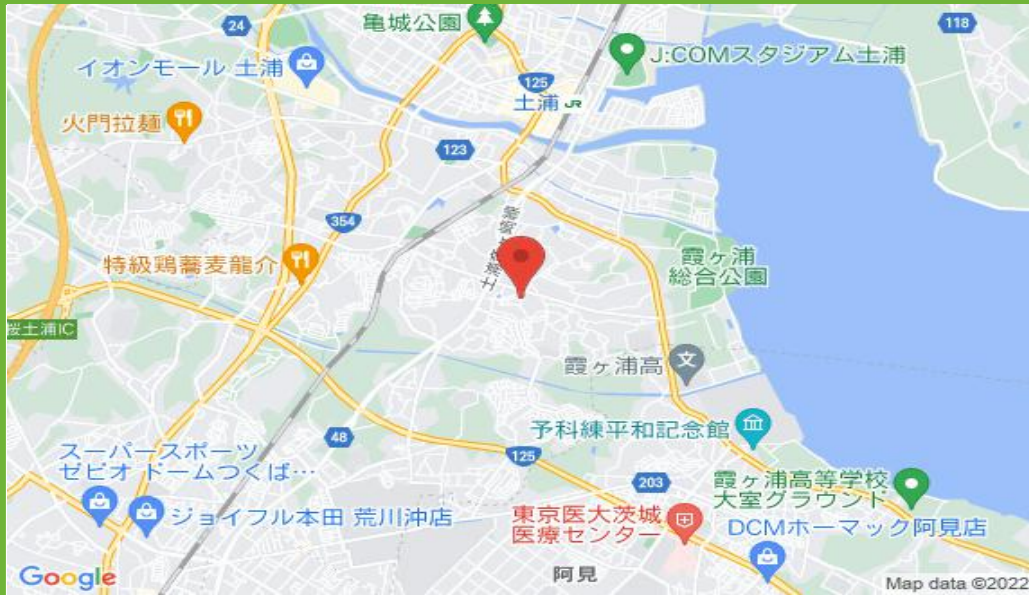 亀城公園
24
118
J:COMスタジアム土浦
イオンモール 土浦
125
土浦 JR
火門拉麺
123
354
霞ヶ浦
総合公園
特級鶏蕎麦龍介
桜土浦IC
霞ヶ浦高
文
予科練平和記念館
48
スーパースポーツ
ゼビオ ドームつくば…
125
203
霞ヶ浦高等学校
大室グラウンド
ジョイフル本田 荒川沖店
東京医大茨城
医療センター
DCMホーマック阿見店
阿見
Google
Map data ©2022